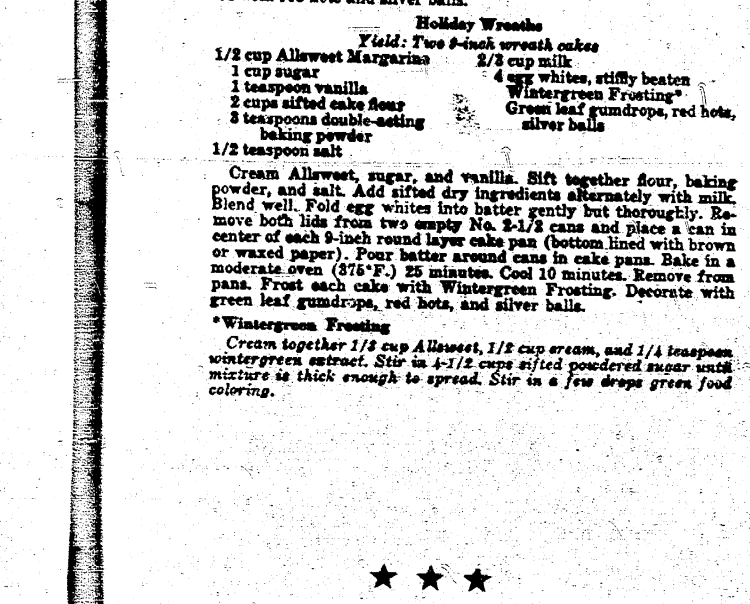 red hots and silver balls.
Holiday Wreaths
Yield: Two 9-inch wreath cakes
1/2 cup Allsweet Margarine
1 cup sugar
1 teaspoon vanilla
2 cups sifted cake flour
3 teaspoons double-acting
baking powder
1/2 teaspoon salt
2/3 cup milk
4 egg whites, stiffly beaten
Wintergreen Frosting*
Green leaf gumdrops, red hots,
silver balls
Cream Allsweet, sugar, and vanilla. Sift together flour, baking
powder, and salt. Add sifted dry ingredients alternately with milk.
Blend well. Fold egg whites into batter gently but thoroughly. Re-
move both lids from two empty No. 2-1/2 cans and place a can in
center of each 9-inch round layer cake pan (bottom lined with brown
or waxed paper). Pour batter around cans in cake pans. Bake in a
moderate oven (375°F.) 25 minutes. Cool 10 minutes. Remove from
pans. Frost each cake with Wintergreen Frosting. Decorate with
green leaf gumdrops, red hots, and silver balls.
*Wintergreen Frosting
Cream together 1/3 cup Allsweet, 1/2 cup cream, and 1/4 teaspoon
wintergreen extract. Stir in 4-1/2 cups sifted powdered sugar until
mixture is thick enough to spread. Stir in a few drops green food
coloring.